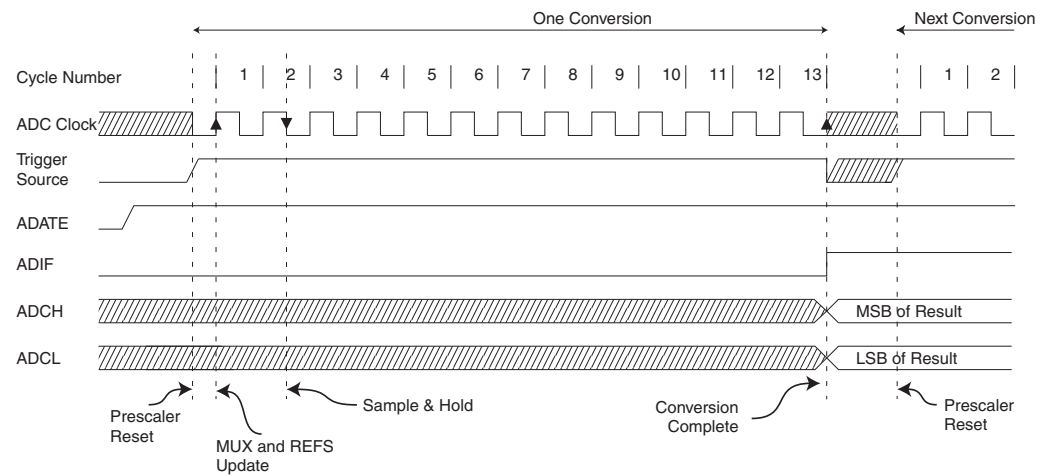 One Conversion
Next Conversion
Cycle Number 1 2 3 4 5 6 7 8 9 10 11 12 13 1 2
ADC Clock
Trigger
Source
ADATE
ADIF
ADCH
MSB of Result
ADCL
LSB of Result
Prescaler
Reset
MUX and REFS
Update
Sample & Hold
Conversion
Complete
Prescaler
Reset